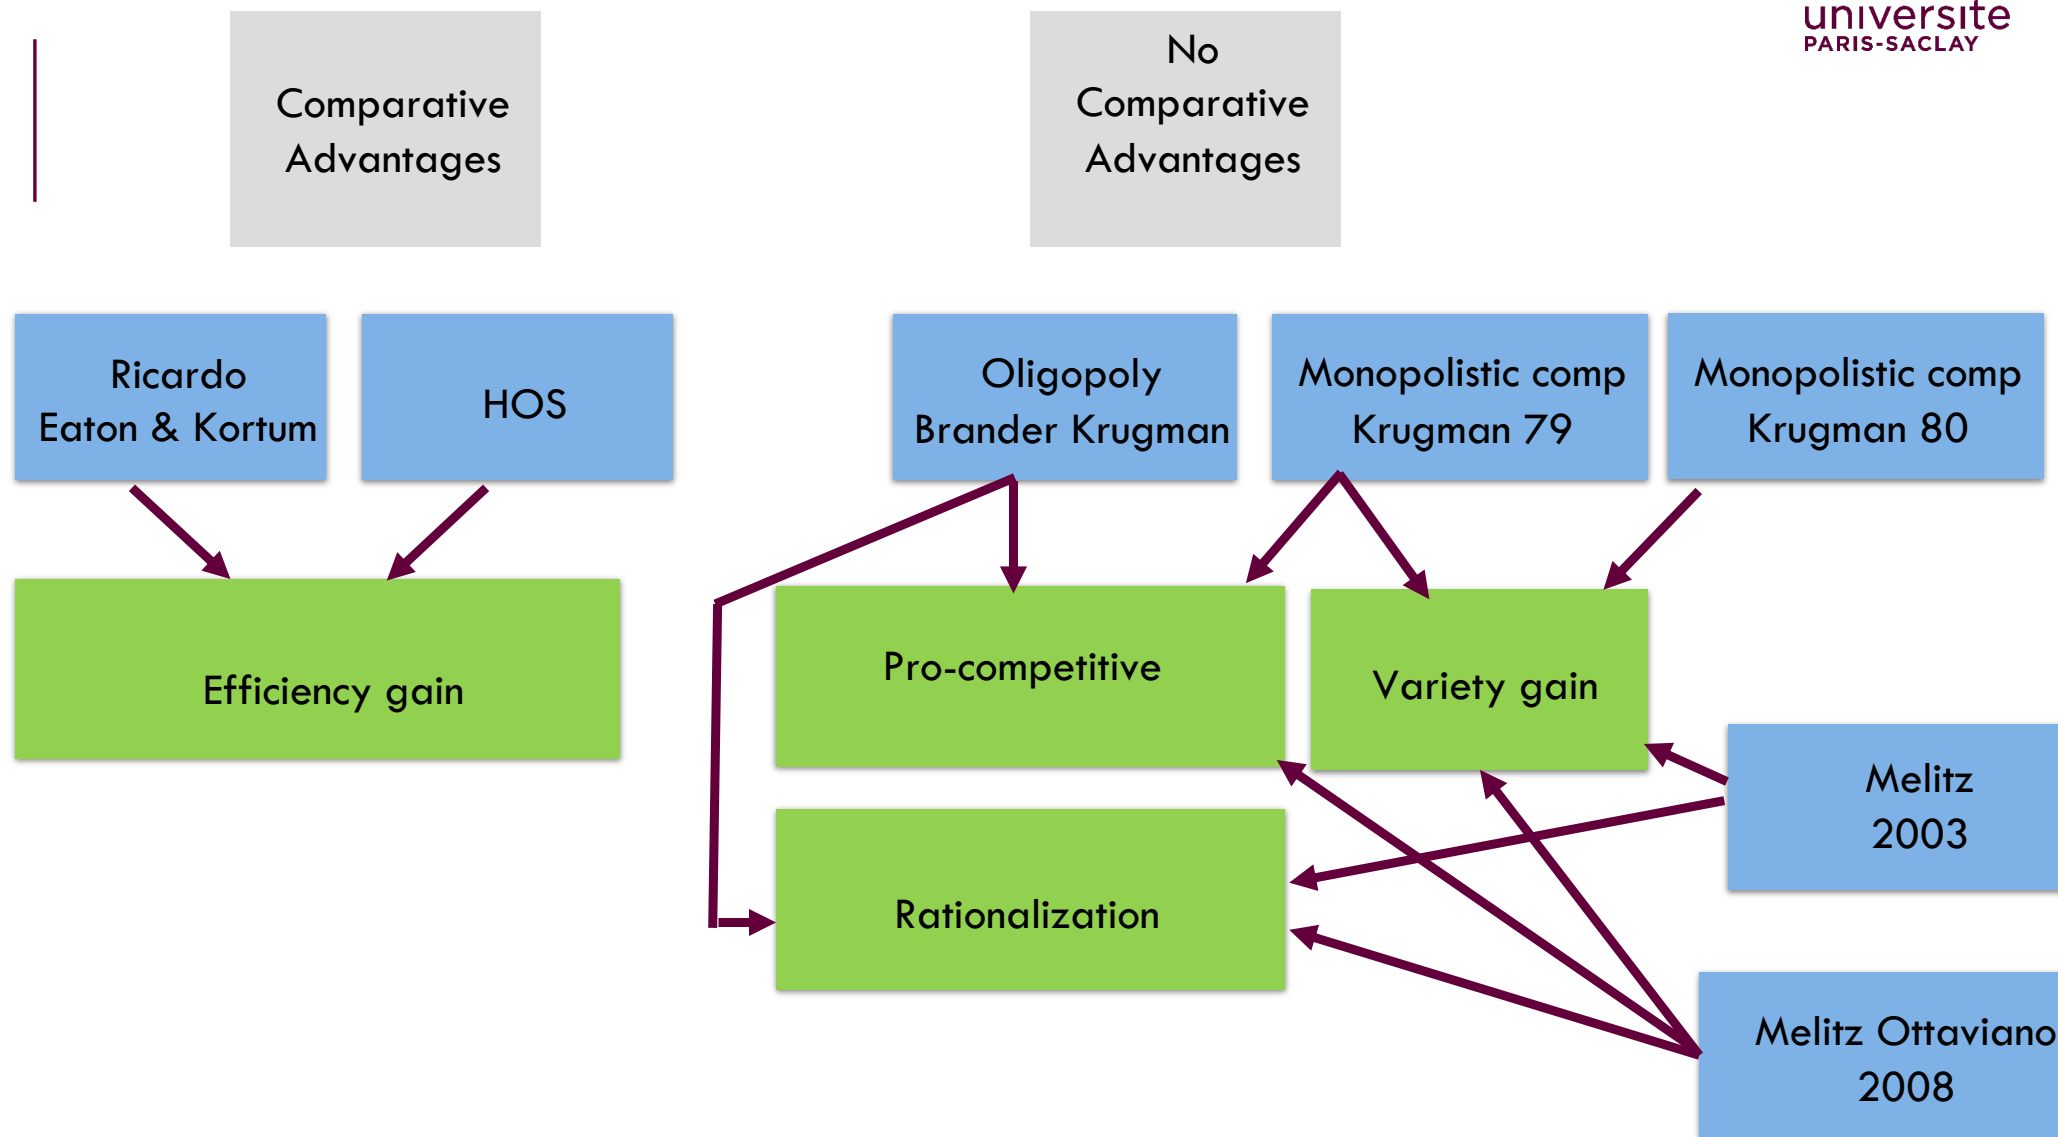 universite
PARIS-SACLAY
Comparative
Advantages
No
Comparative
Advantages
Ricardo
Eaton & Kortum
HOS
Oligopoly
Brander Krugman
Monopolistic comp
Krugman 79
Monopolistic comp
Krugman 80
Efficiency gain
Pro-competitive
Variety gain
Rationalization
Melitz
2003
Melitz Ottaviano
2008